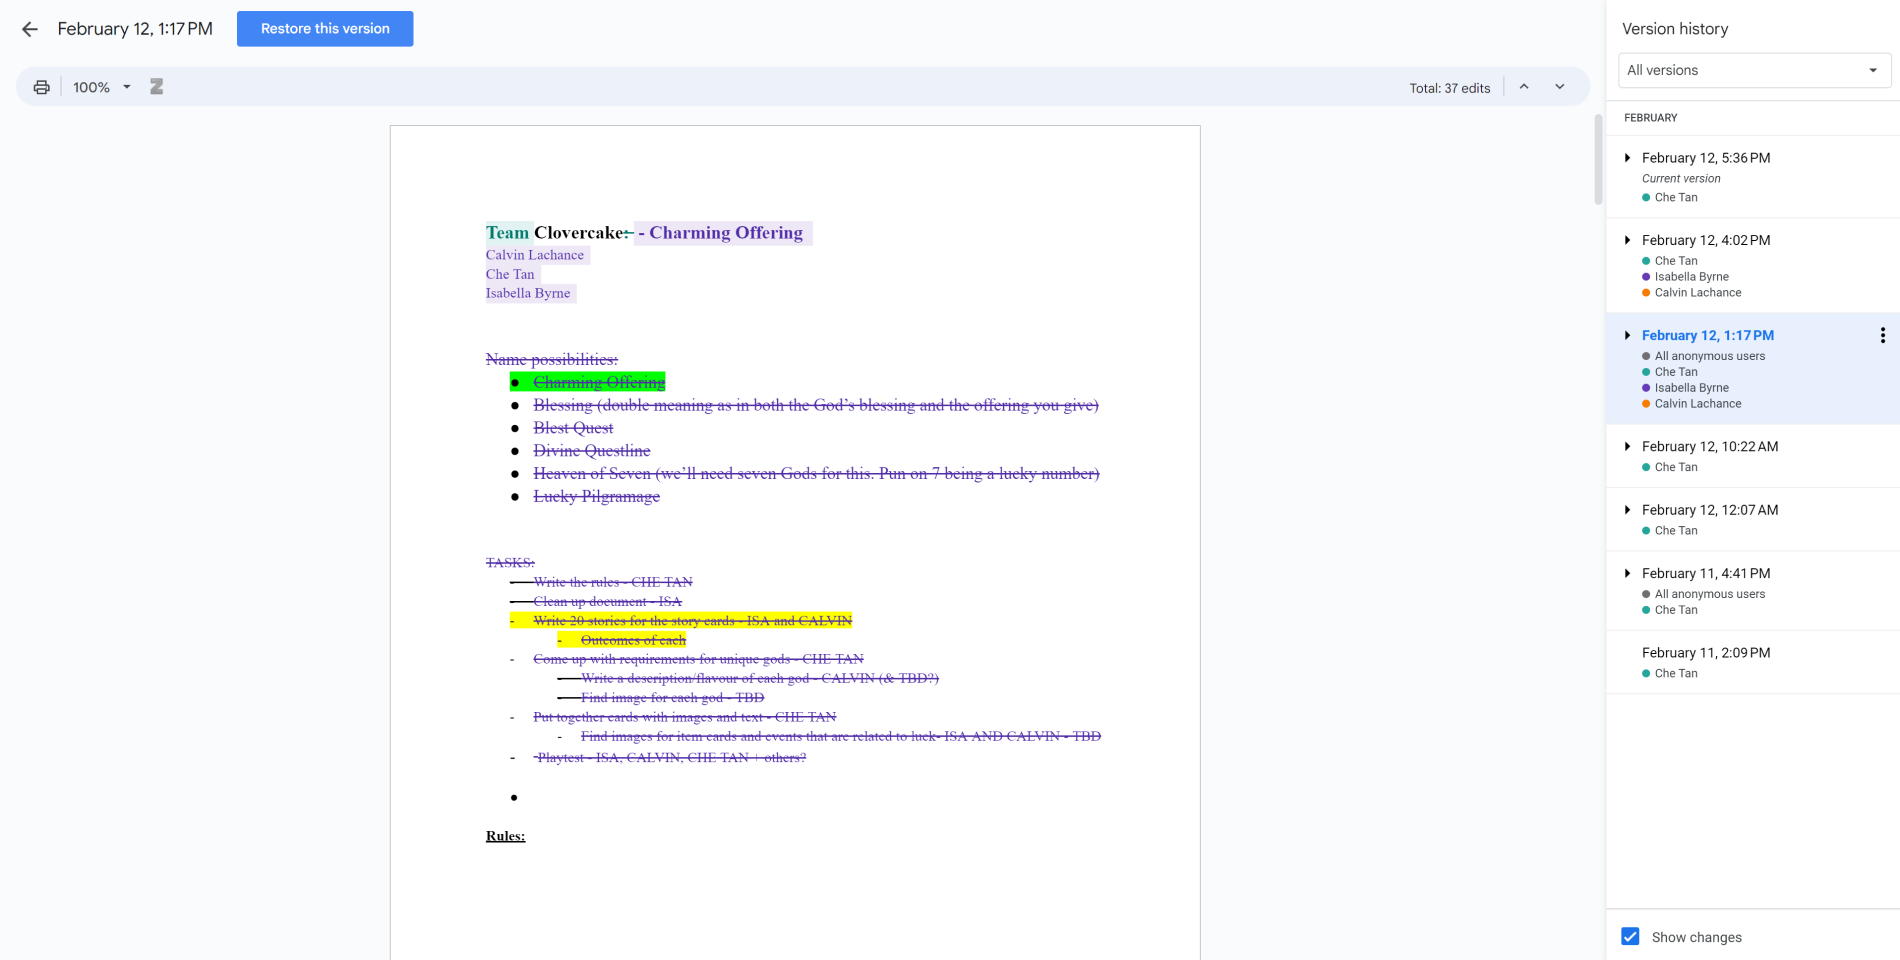 February 12, 1:17 PM
Restore this version
100%
Total: 37 edits
Team Clovercake: - Charming Offering
Calvin Lachance
Che Tan
Isabella Byrne
Name possibilities:
● Charming Offering
● Blessing (double meaning as in both the God’s blessing and the offering you give)
● Blest Quest
● Divine Questline
● Heaven of Seven (we’ll need seven Gods for this. Pun on 7 being a lucky number)
● Lucky Pilgramage
TASKS:
- Write the rules - CHE TAN
- Clean up document - ISA
- Write 20 stories for the story cards - ISA and CALVIN
- Outcomes of each
- Come up with requirements for unique gods - CHE TAN
- Write a description/flavour of each god - CALVIN (& TBD?)
- Find image for each god - TBD
- Put together cards with images and text - CHE TAN
- Find images for item cards and events that are related to luck- ISA AND CALVIN - TBD
- -Playtest - ISA, CALVIN, CHE TAN + others?
●
Rules:
Version history
All versions
FEBRUARY
February 12, 5:36 PM
Current version
Che Tan
February 12, 4:02 PM
Che Tan
Isabella Byrne
Calvin Lachance
February 12, 1:17 PM
All anonymous users
Che Tan
Isabella Byrne
Calvin Lachance
February 12, 10:22 AM
Che Tan
February 12, 12:07 AM
Che Tan
February 11, 4:41 PM
All anonymous users
Che Tan
February 11, 2:09 PM
Che Tan
Show changes